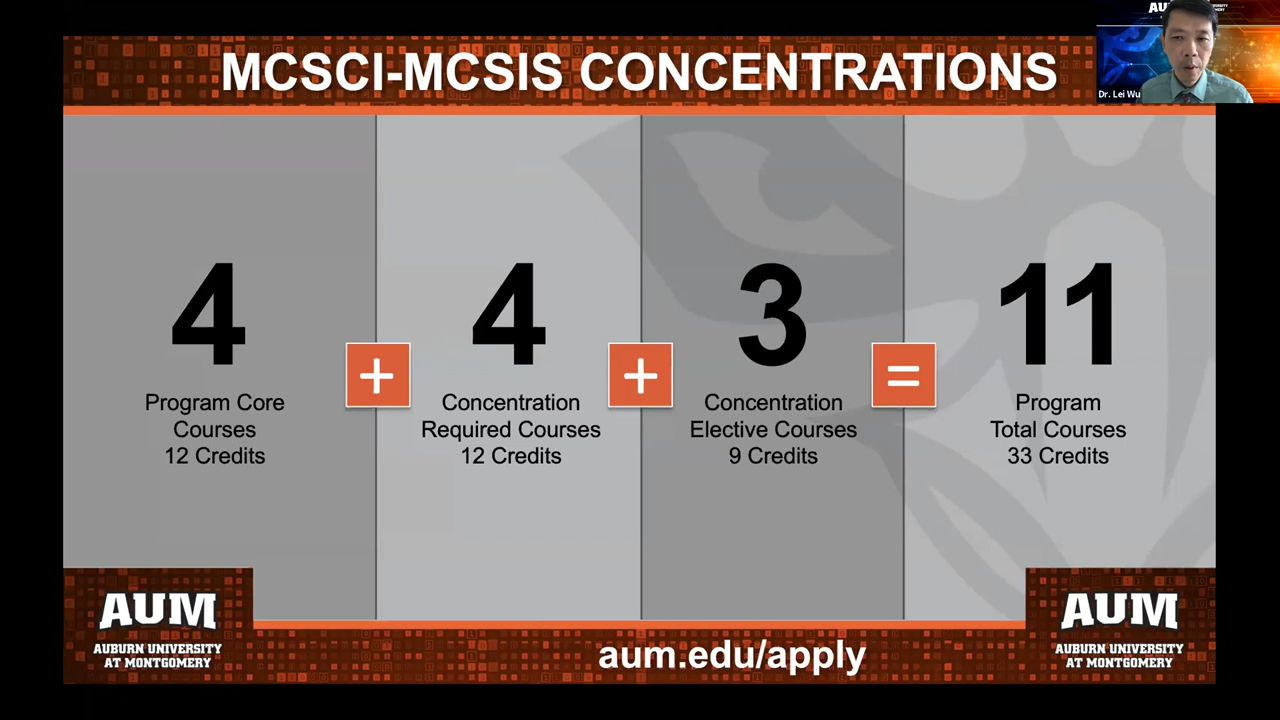 MCSCI-MCSIS CONCENTRATIONS
Dr. Lei Wu
4
Program Core
Courses
12 Credits
+
4
Concentration
Required Courses
12 Credits
+
3
Concentration
Elective Courses
9 Credits
=
11
Program
Total Courses
33 Credits
AUM
AUBURN UNIVERSITY
AT MONTGOMERY
aum.edu/apply
AUM
AUBURN UNIVERSITY
AT MONTGOMERY